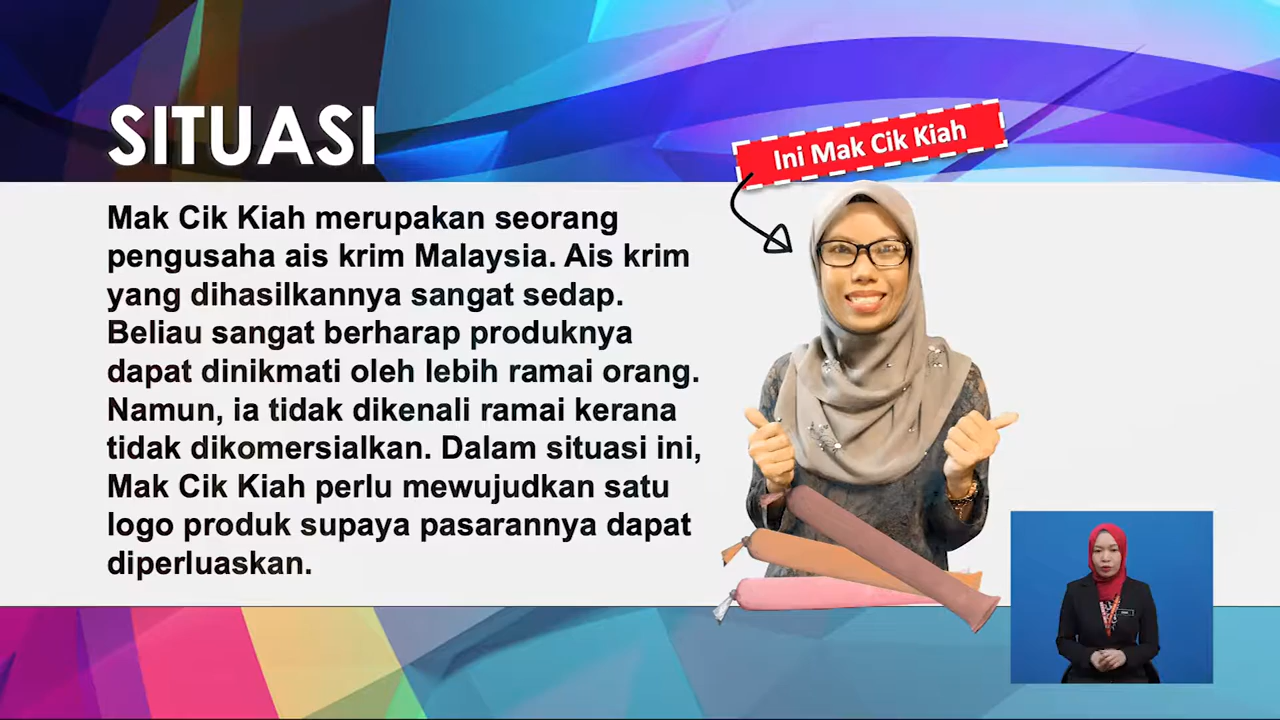 SITUASI
Ini Mak Cik Kiah
Mak Cik Kiah merupakan seorang
pengusaha ais krim Malaysia. Ais krim
yang dihasilkannya sangat sedap.
Beliau sangat berharap produknya
dapat dinikmati oleh lebih ramai orang.
Namun, ia tidak dikenali ramai kerana
tidak dikomersialkan. Dalam situasi ini,
Mak Cik Kiah perlu mewujudkan satu
logo produk supaya pasarannya dapat
diperluaskan.